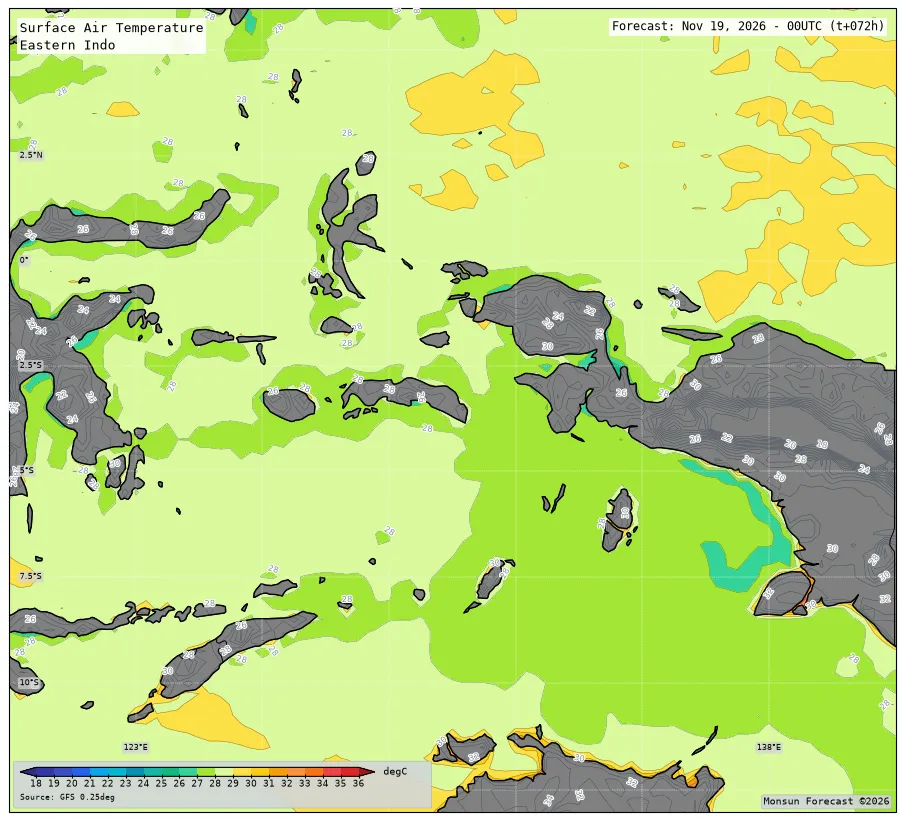 Surface Air Temperature
Eastern Indo
Forecast: Nov 19, 2026 - 00UTC (t+072h)
2.5°N
0°
2.5°S
5°S
7.5°S
10°S
123°E
138°E
degC
18 19 20 21 22 23 24 25 26 27 28 29 30 31 32 33 34 35 36
Source: GFS 0.25deg
Monsun Forecast ©2026